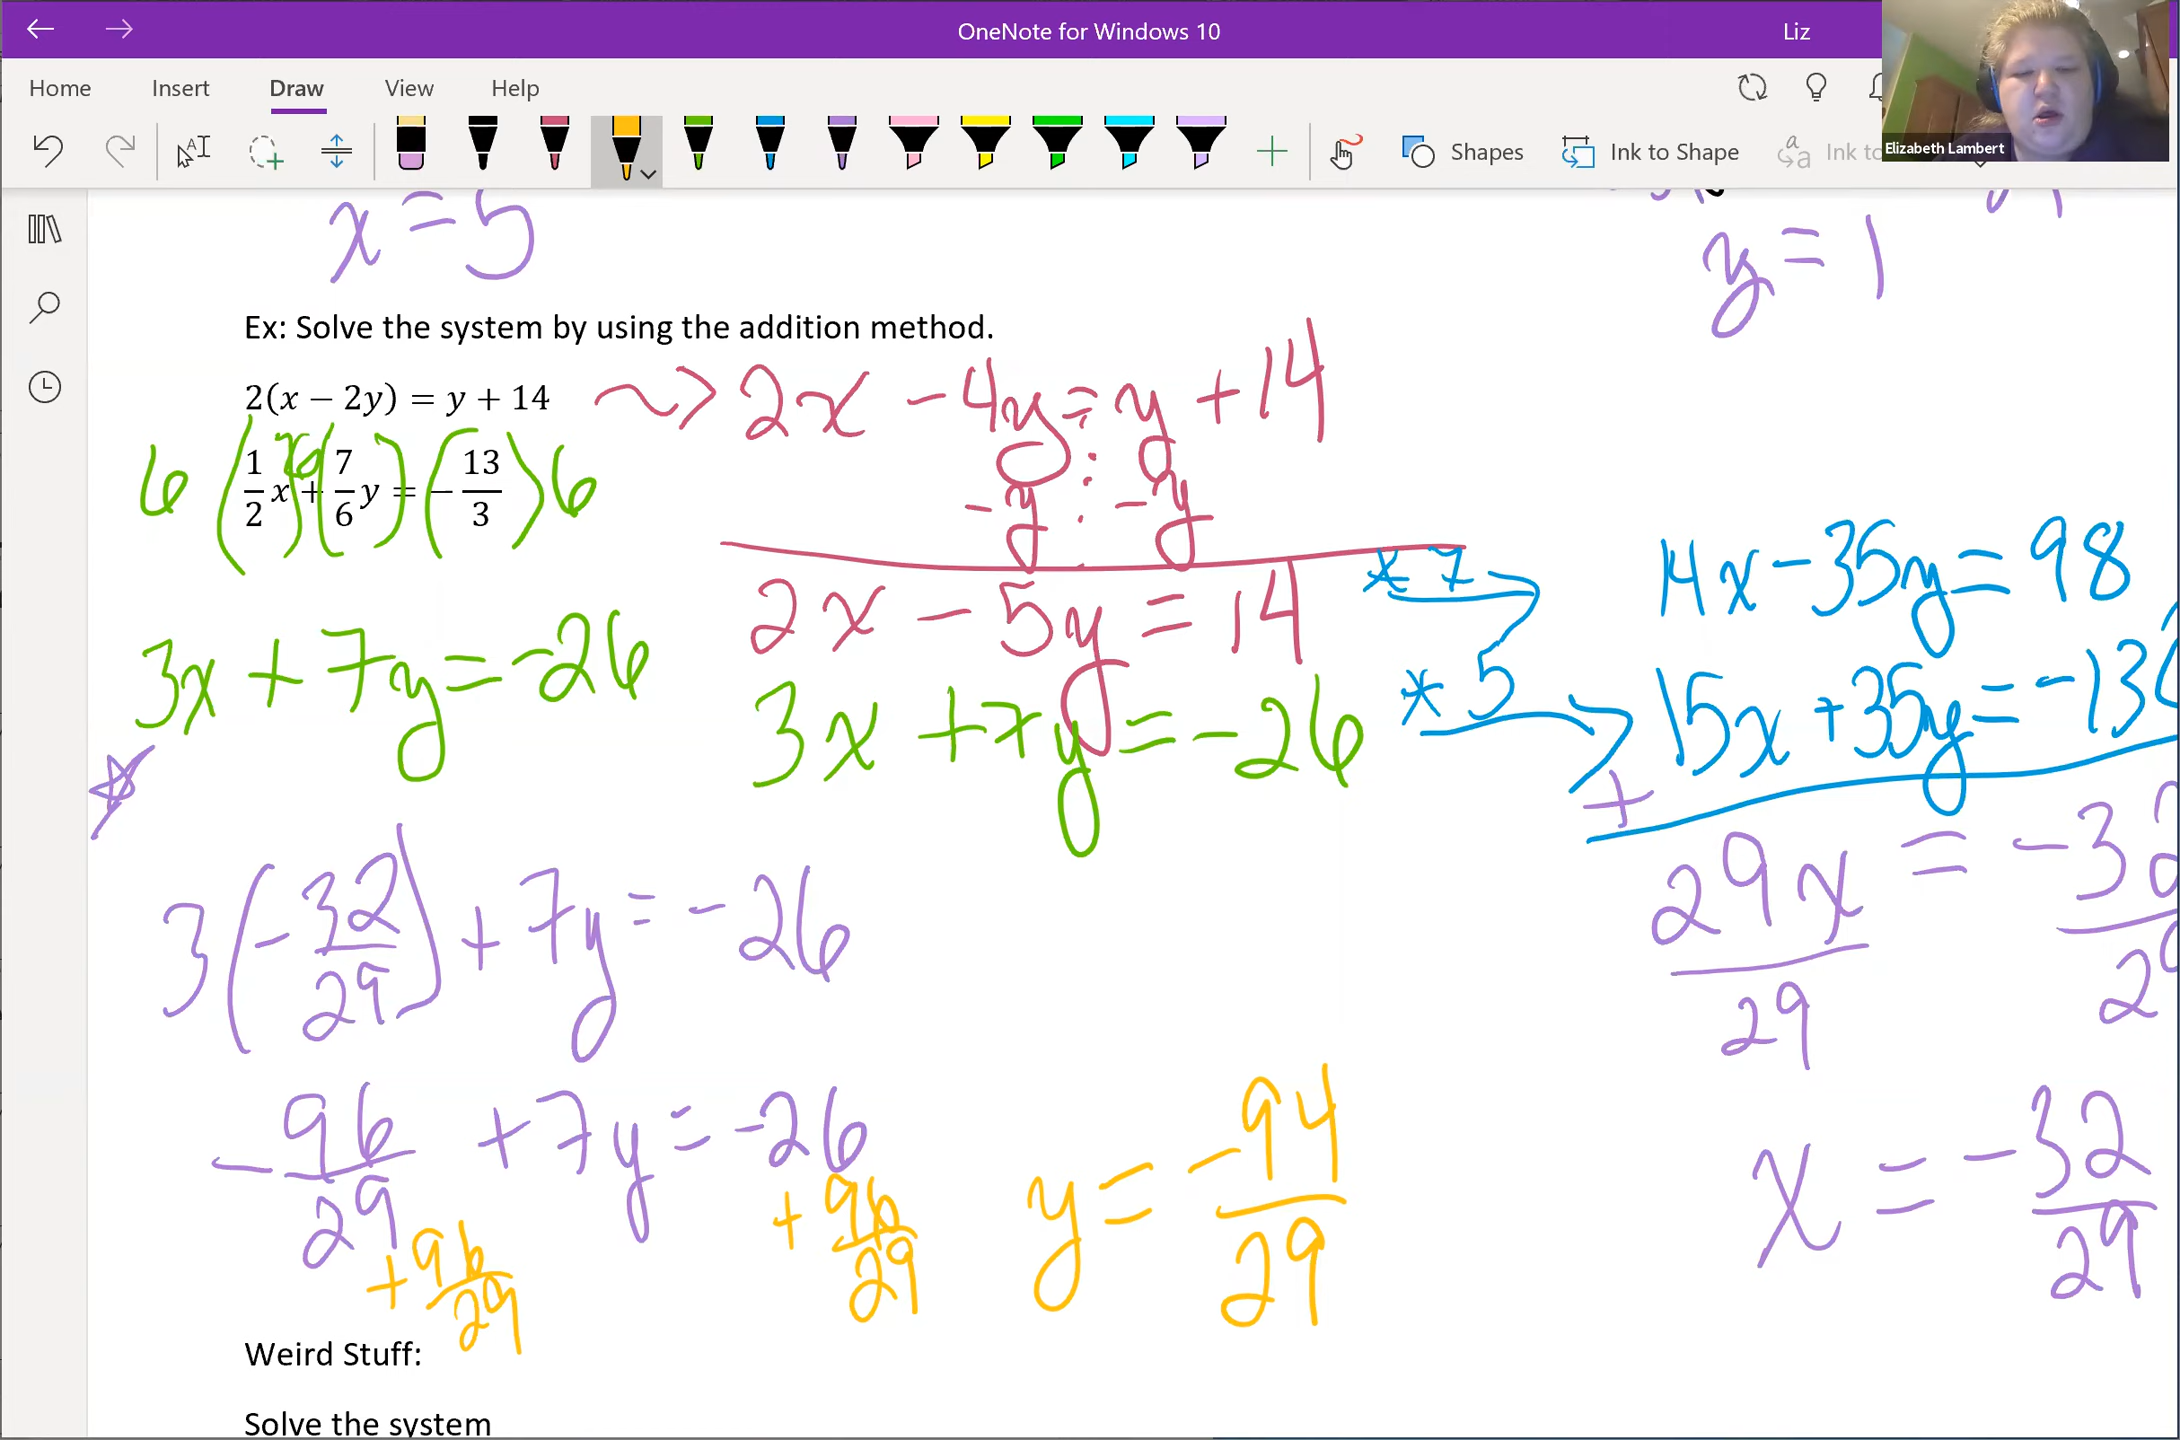 OneNote for Windows 10
Liz
Home Insert Draw View Help
Shapes Ink to Shape Ink to
Elizabeth Lambert
x = 5
y = 1
Ex: Solve the system by using the addition method.
2(x − 2y) = y + 14
2x - 4y = y + 14
-y -y
6 (1/2 x + 7/6 y = − 13/3) 6
2x - 5y = 14
* 7
14x - 35y = 98
3x + 7y = -26
3x + 7y = -26
* 5
15x + 35y = -13
+
29x = -32
29 29
3(-32/29) + 7y = -26
-96/29 + 7y = -26
+96/29 +96/29
y = -94/29
x = -32/29
Weird Stuff:
Solve the system